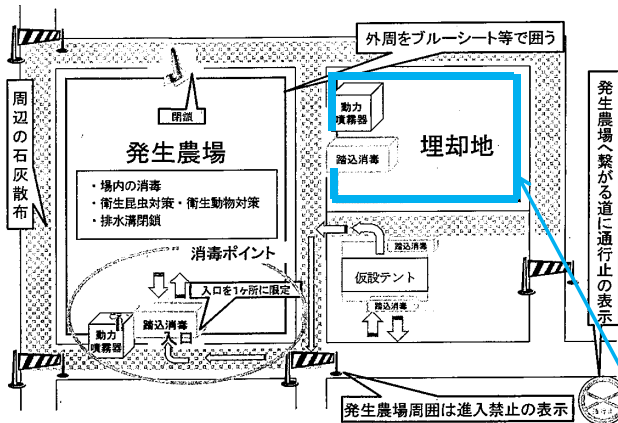 外周をブルーシート等で囲う
周辺の石灰散布
閉鎖
発生農場
・場内の消毒
・衛生昆虫対策・衛生動物対策
・排水溝閉鎖
消毒ポイント
入口を1ヶ所に限定
動力
噴霧器
踏込消毒
入口
動力
噴霧器
踏込消毒
埋却地
踏込消毒
仮設テント
踏込消毒
発生農場へ繋がる道に通行止の表示
発生農場周囲は進入禁止の表示
通行止